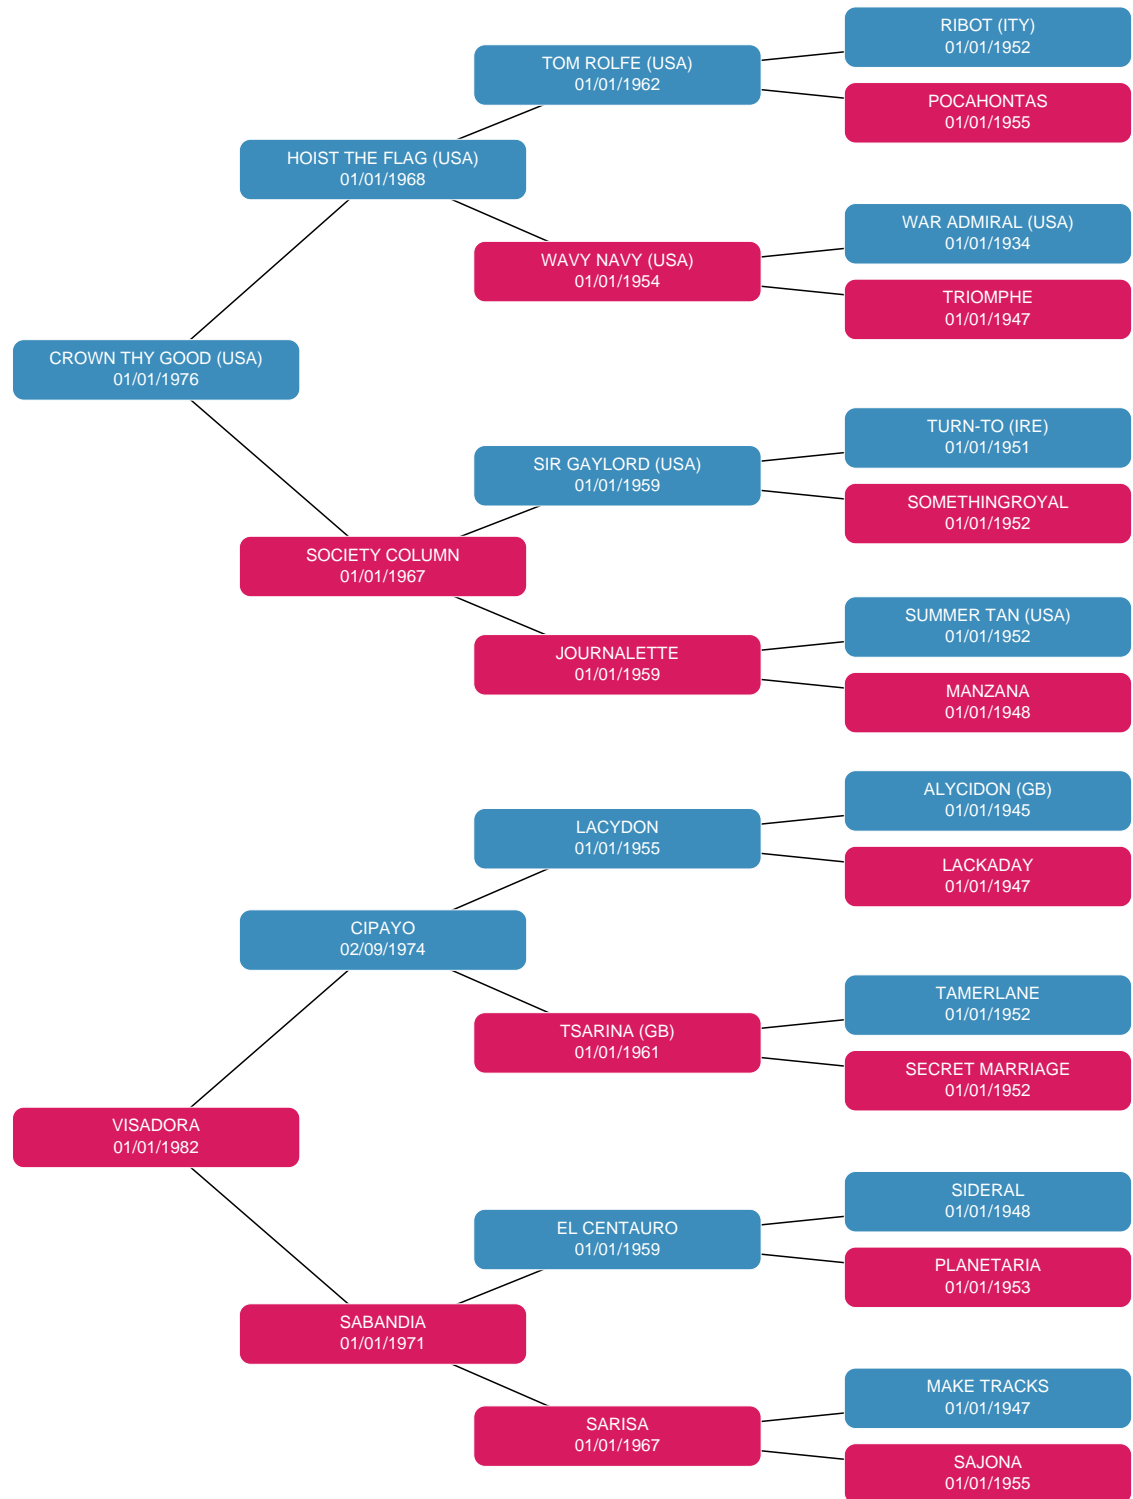 RIBOT (ITY)
01/01/1952
TOM ROLFE (USA)
01/01/1962
POCAHONTAS
01/01/1955
HOIST THE FLAG (USA)
01/01/1968
WAR ADMIRAL (USA)
01/01/1934
WAVY NAVY (USA)
01/01/1954
TRIOMPHE
01/01/1947
CROWN THY GOOD (USA)
01/01/1976
TURN-TO (IRE)
01/01/1951
SIR GAYLORD (USA)
01/01/1959
SOMETHINGROYAL
01/01/1952
SOCIETY COLUMN
01/01/1967
SUMMER TAN (USA)
01/01/1952
JOURNALETTE
01/01/1959
MANZANA
01/01/1948
ALYCIDON (GB)
01/01/1945
LACYDON
01/01/1955
LACKADAY
01/01/1947
CIPAYO
02/09/1974
TAMERLANE
01/01/1952
TSARINA (GB)
01/01/1961
SECRET MARRIAGE
01/01/1952
VISADORA
01/01/1982
SIDERAL
01/01/1948
EL CENTAURO
01/01/1959
PLANETARIA
01/01/1953
SABANDIA
01/01/1971
MAKE TRACKS
01/01/1947
SARISA
01/01/1967
SAJONA
01/01/1955